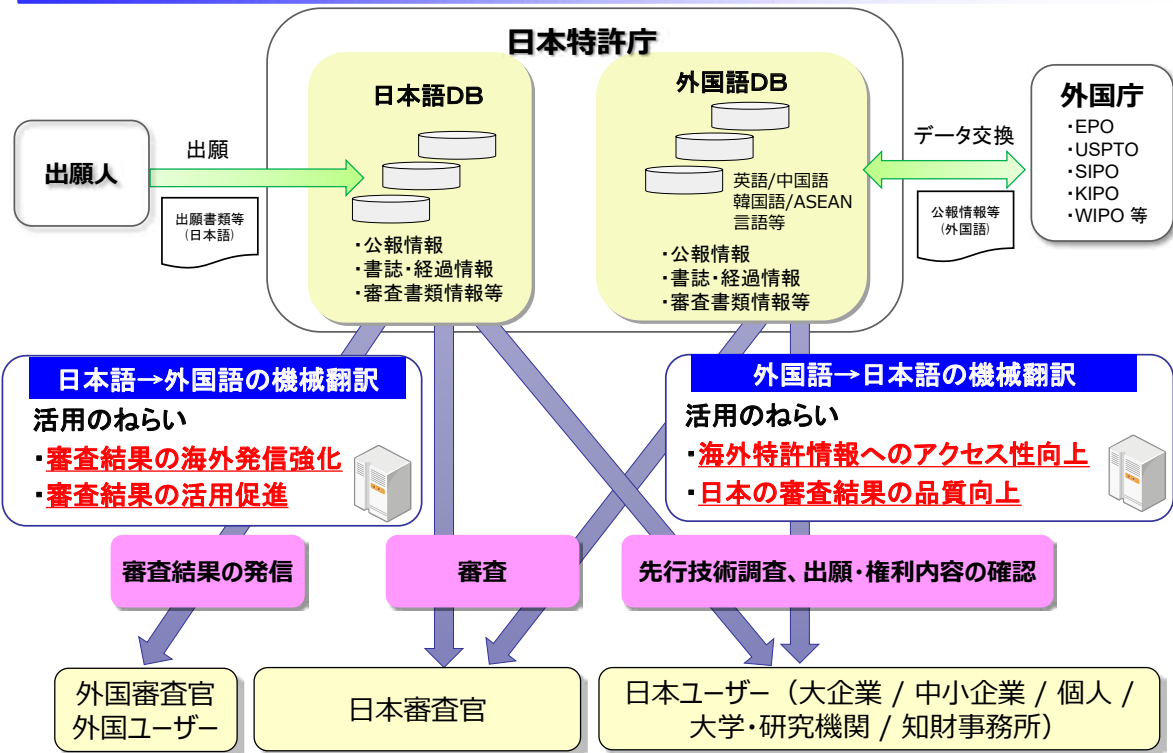 日本特許庁
日本語DB
外国語DB
英語/中国語
韓国語/ASEAN
言語等
・公報情報
・書誌・経過情報
・審査書類情報等
・公報情報
・書誌・経過情報
・審査書類情報等
出願人
出願
出願書類等
(日本語)
データ交換
公報情報等
(外国語)
外国庁
・EPO
・USPTO
・SIPO
・KIPO
・WIPO 等
日本語→外国語の機械翻訳
活用のねらい
・審査結果の海外発信強化
・審査結果の活用促進
外国語→日本語の機械翻訳
活用のねらい
・海外特許情報へのアクセス性向上
・日本の審査結果の品質向上
審査結果の発信
審査
先行技術調査、出願・権利内容の確認
外国審査官
外国ユーザー
日本審査官
日本ユーザー（大企業 / 中小企業 / 個人 /
大学・研究機関 / 知財事務所）